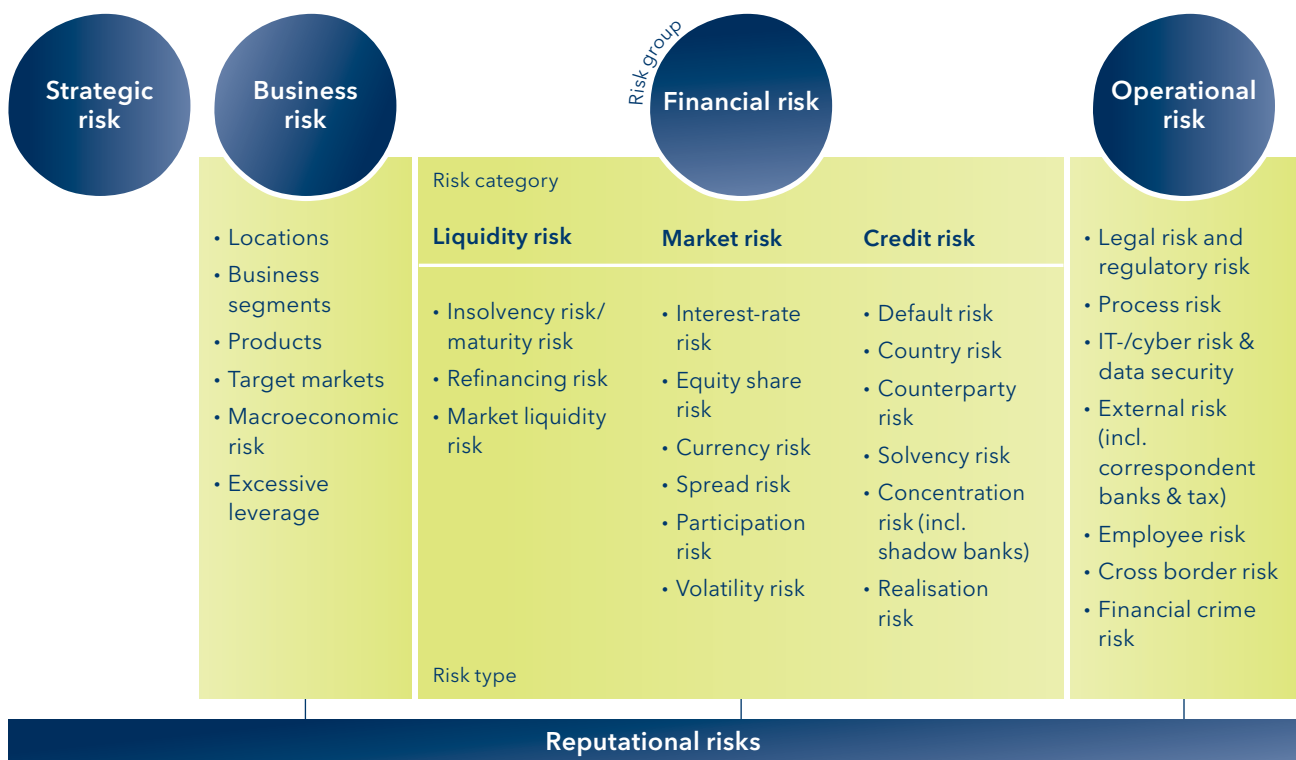 Strategic
risk
Business
risk
Risk group
Financial risk
Operational
risk
• Locations
• Business
segments
• Products
• Target markets
• Macroeconomic
risk
• Excessive
leverage
Risk category
Liquidity risk
• Insolvency risk/
maturity risk
• Refinancing risk
• Market liquidity
risk
Market risk
• Interest-rate
risk
• Equity share
risk
• Currency risk
• Spread risk
• Participation
risk
• Volatility risk
Credit risk
• Default risk
• Country risk
• Counterparty
risk
• Solvency risk
• Concentration
risk (incl.
shadow banks)
• Realisation
risk
Risk type
• Legal risk and
regulatory risk
• Process risk
• IT-/cyber risk &
data security
• External risk
(incl.
correspondent
banks & tax)
• Employee risk
• Cross border risk
• Financial crime
risk
Reputational risks